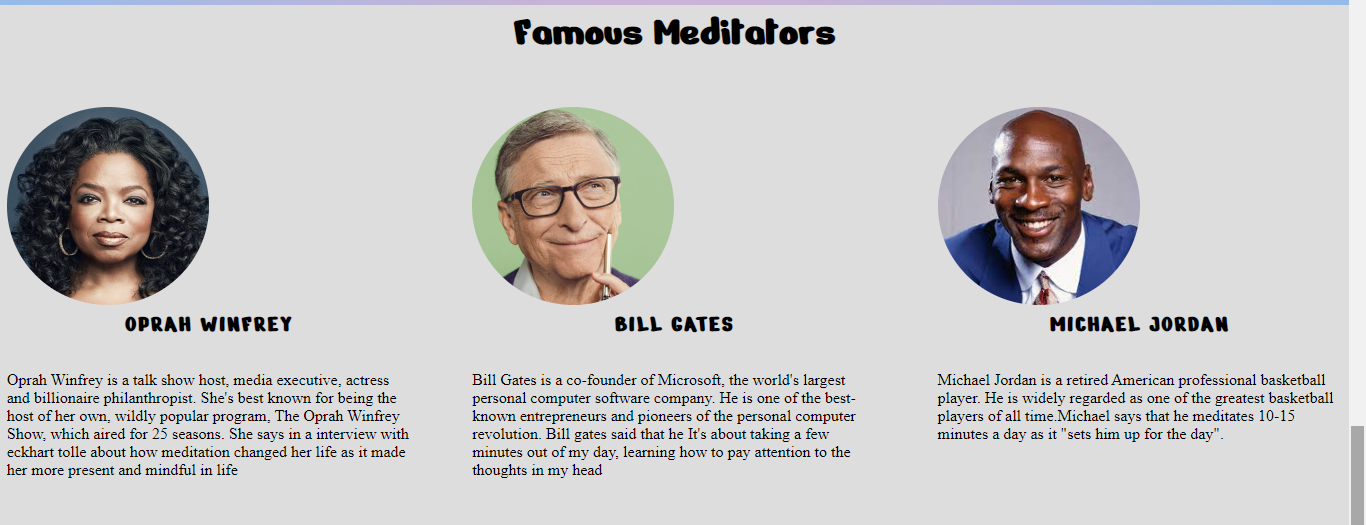 Famous Meditators
OPRAH WINFREY
Oprah Winfrey is a talk show host, media executive, actress
and billionaire philanthropist. She's best known for being the
host of her own, wildly popular program, The Oprah Winfrey
Show, which aired for 25 seasons. She says in a interview with
eckhart tolle about how meditation changed her life as it made
her more present and mindful in life
BILL GATES
Bill Gates is a co-founder of Microsoft, the world's largest
personal computer software company. He is one of the best-
known entrepreneurs and pioneers of the personal computer
revolution. Bill gates said that he It's about taking a few
minutes out of my day, learning how to pay attention to the
thoughts in my head
MICHAEL JORDAN
Michael Jordan is a retired American professional basketball
player. He is widely regarded as one of the greatest basketball
players of all time.Michael says that he meditates 10-15
minutes a day as it "sets him up for the day".